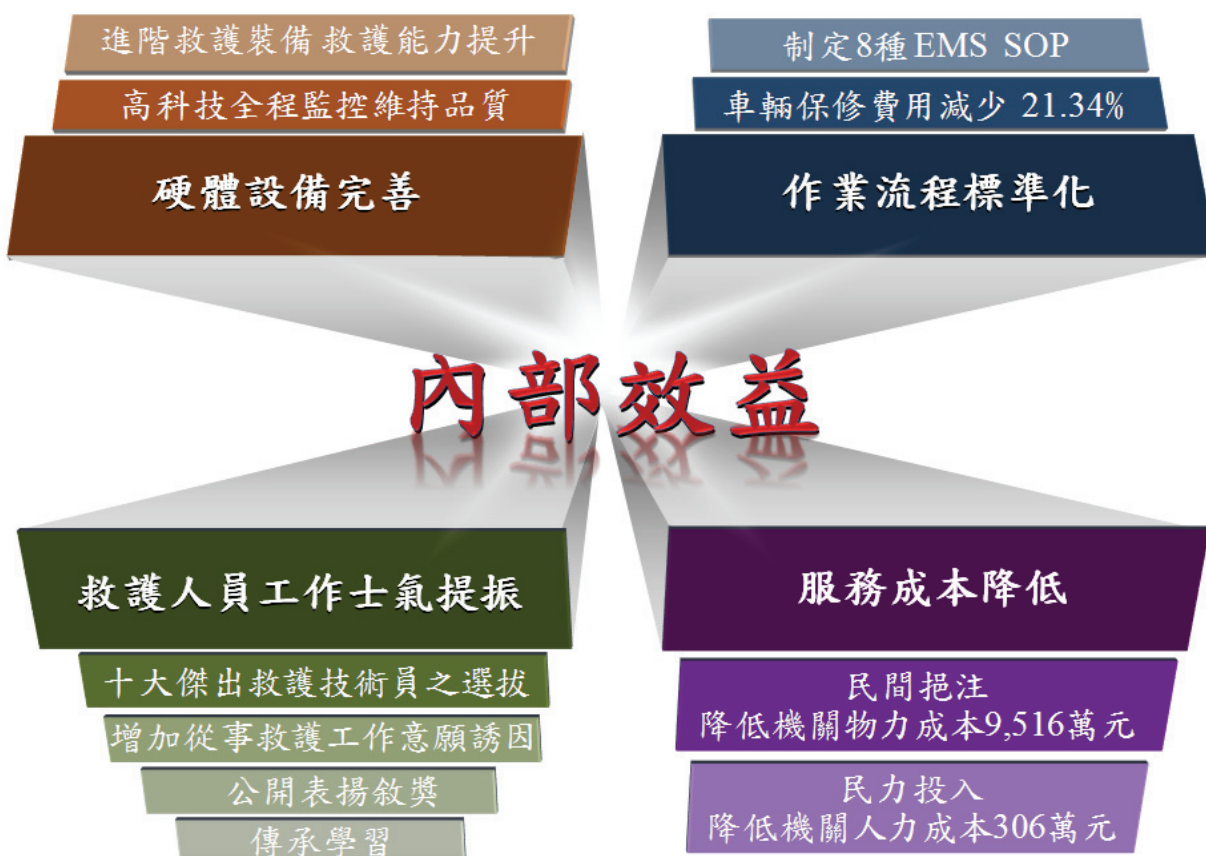 進階救護裝備 救護能力提升
高科技全程監控維持品質
硬體設備完善
制定8種 EMS SOP
車輛保修費用減少 21.34%
作業流程標準化
內部效益
救護人員工作士氣提振
十大傑出救護技術員之選拔
增加從事救護工作意願誘因
公開表揚敘獎
傳承學習
服務成本降低
民間挹注
降低機關物力成本9,516萬元
民力投入
降低機關人力成本306萬元